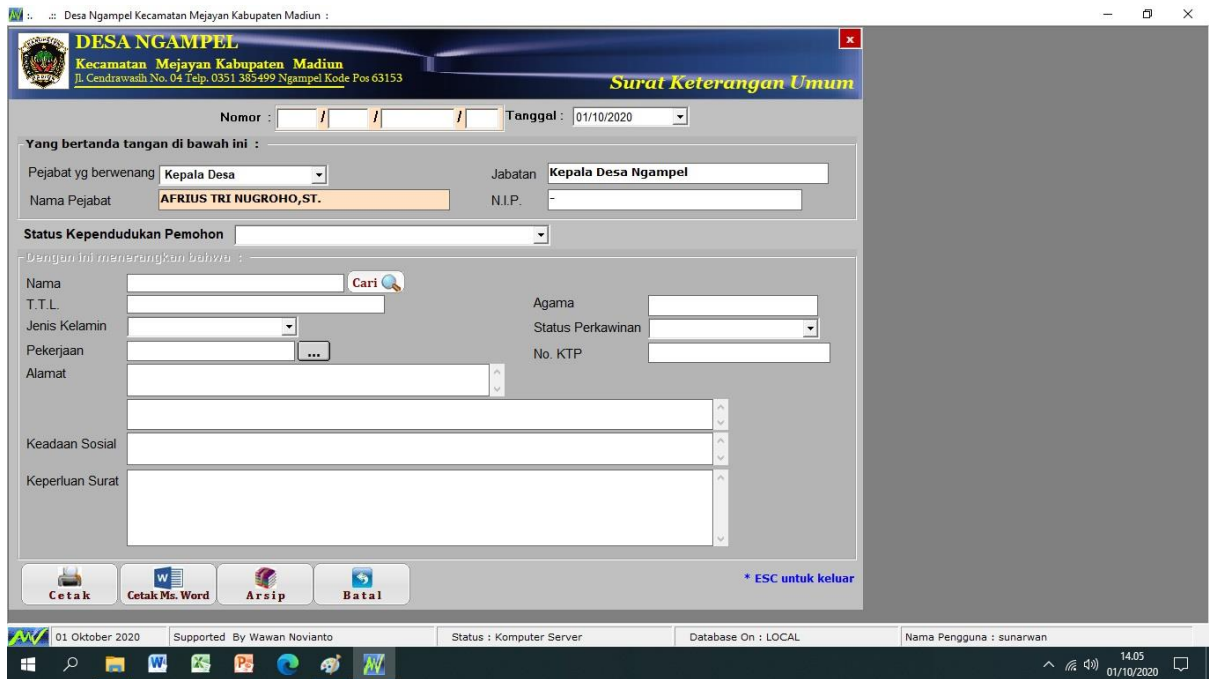 :. .:: Desa Ngampel Kecamatan Mejayan Kabupaten Madiun :
DESA NGAMPEL
Kecamatan Mejayan Kabupaten Madiun
Jl. Cendrawasih No. 04 Telp. 0351 385499 Ngampel Kode Pos 63153
Surat Keterangan Umum
Nomor : / / / Tanggal : 01/10/2020
Yang bertanda tangan di bawah ini :
Pejabat yg berwenang Kepala Desa Jabatan Kepala Desa Ngampel
Nama Pejabat AFRIUS TRI NUGROHO,ST. N.I.P. -
Status Kependudukan Pemohon
Dengan ini menerangkan bahwa :
Nama Cari
T.T.L. Agama
Jenis Kelamin Status Perkawinan
Pekerjaan ... No. KTP
Alamat
Keadaan Sosial
Keperluan Surat
Cetak Cetak Ms. Word Arsip Batal * ESC untuk keluar
01 Oktober 2020 Supported By Wawan Novianto Status : Komputer Server Database On : LOCAL Nama Pengguna : sunarwan
14.05
01/10/2020